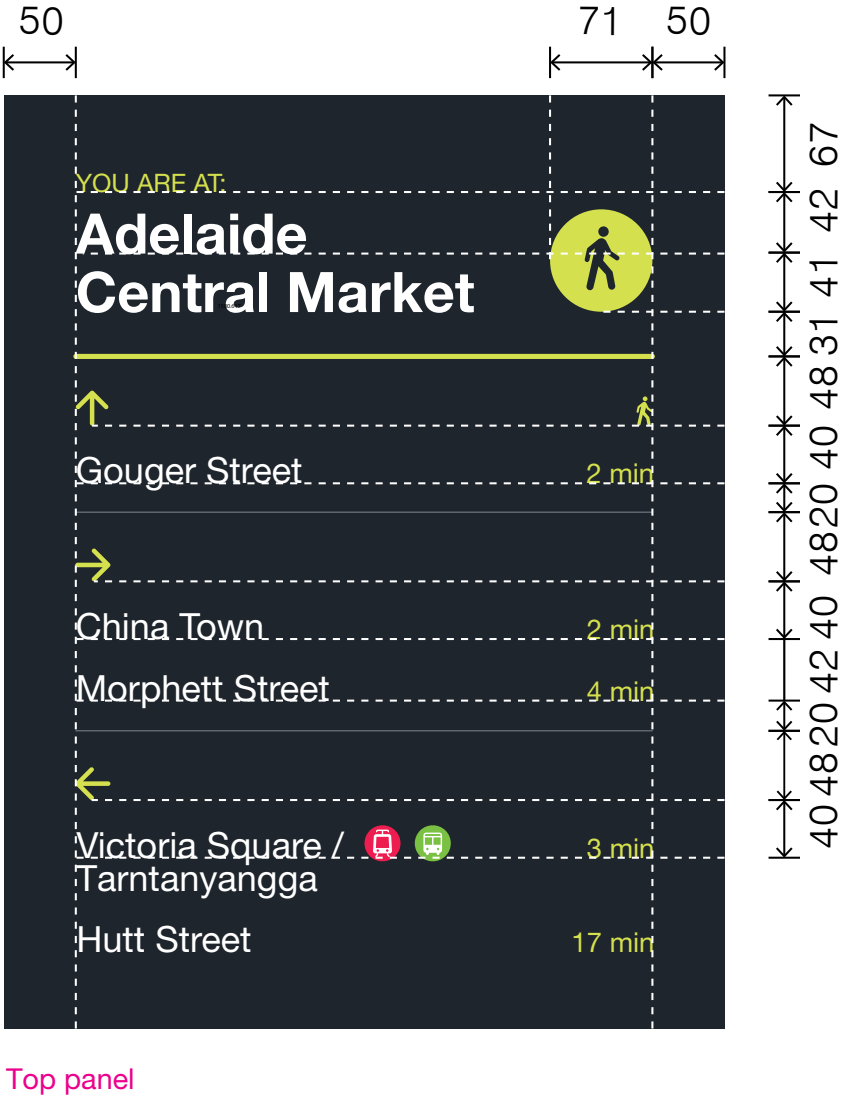 50 71 50
YOU ARE AT:
Adelaide
Central Market
Gouger Street 2 min
China Town 2 min
Morphett Street 4 min
Victoria Square / 3 min
Tarntanyangga
Hutt Street 17 min
67
42
41
31
48
40
20
48
40
42
20
48
40
Top panel